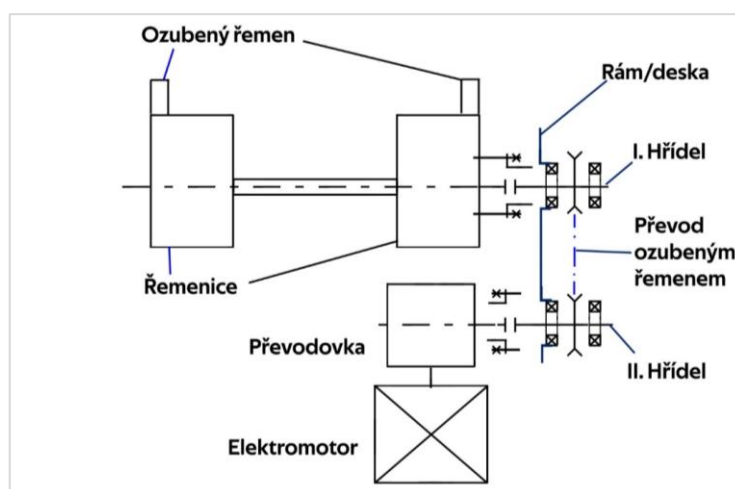 Ozubený řemen
Rám/deska
I. Hřídel
Převod
ozubeným
řemenem
Řemenice
Převodovka
II. Hřídel
Elektromotor